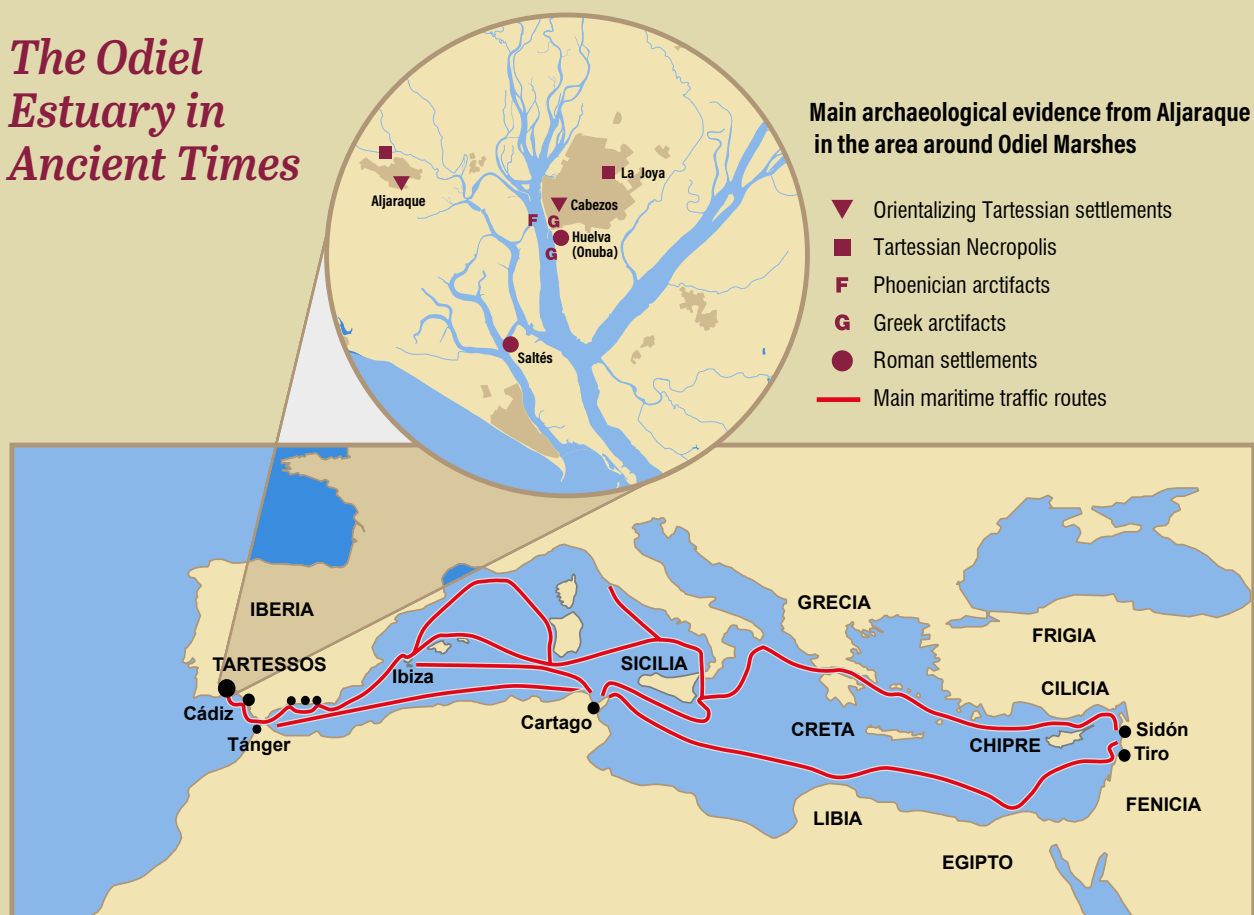 The Odiel
Estuary in
Ancient Times
Main archaeological evidence from Aljaraque
in the area around Odiel Marshes
Orientalizing Tartessian settlements
Tartessian Necropolis
F Phoenician arctifacts
G Greek arctifacts
Roman settlements
Main maritime traffic routes
La Joya
Aljaraque
Cabezos
F G
Huelva
(Onuba)
G
Saltés
IBERIA
GRECIA
FRIGIA
TARTESSOS
SICILIA
Ibiza
CILICIA
Cádiz
Cartago
CRETA
Sidón
Tánger
CHIPRE
Tiro
FENICIA
LIBIA
EGIPTO